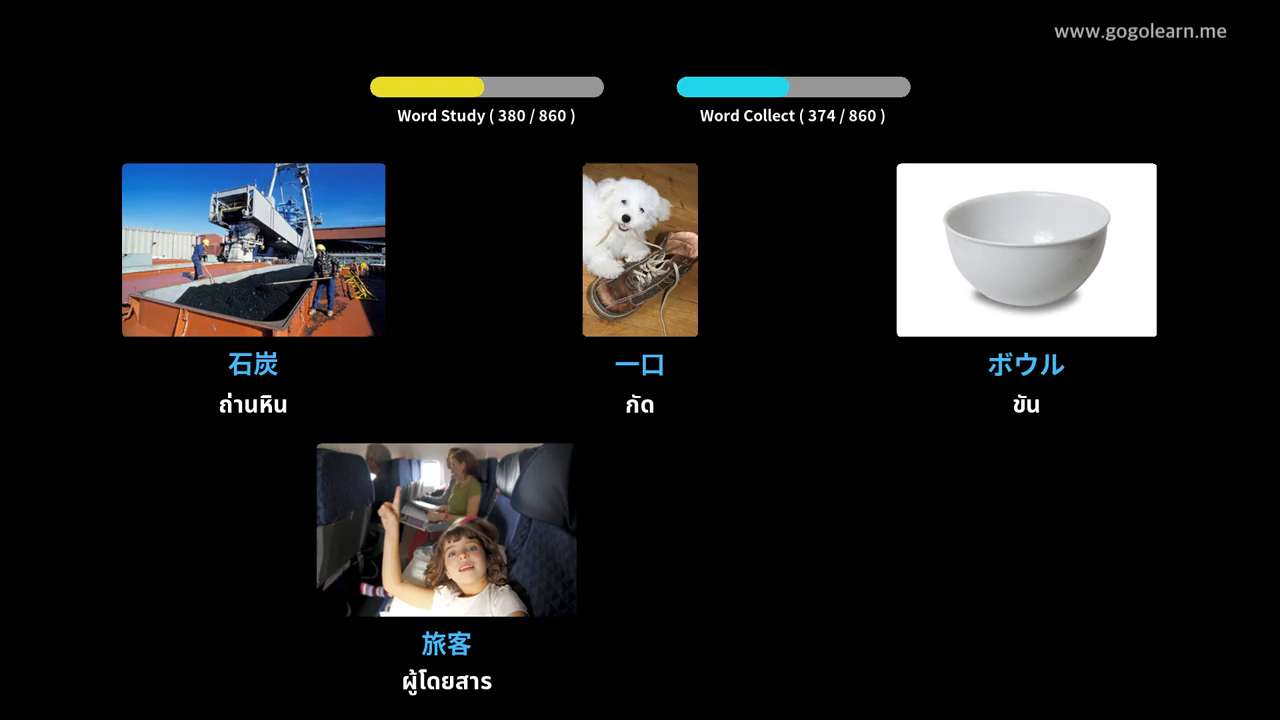 www.gogolearn.me
Word Study ( 380 / 860 )
Word Collect ( 374 / 860 )
石炭
ถ่านหิน
一口
กัด
ボウル
ขัน
旅客
ผู้โดยสาร